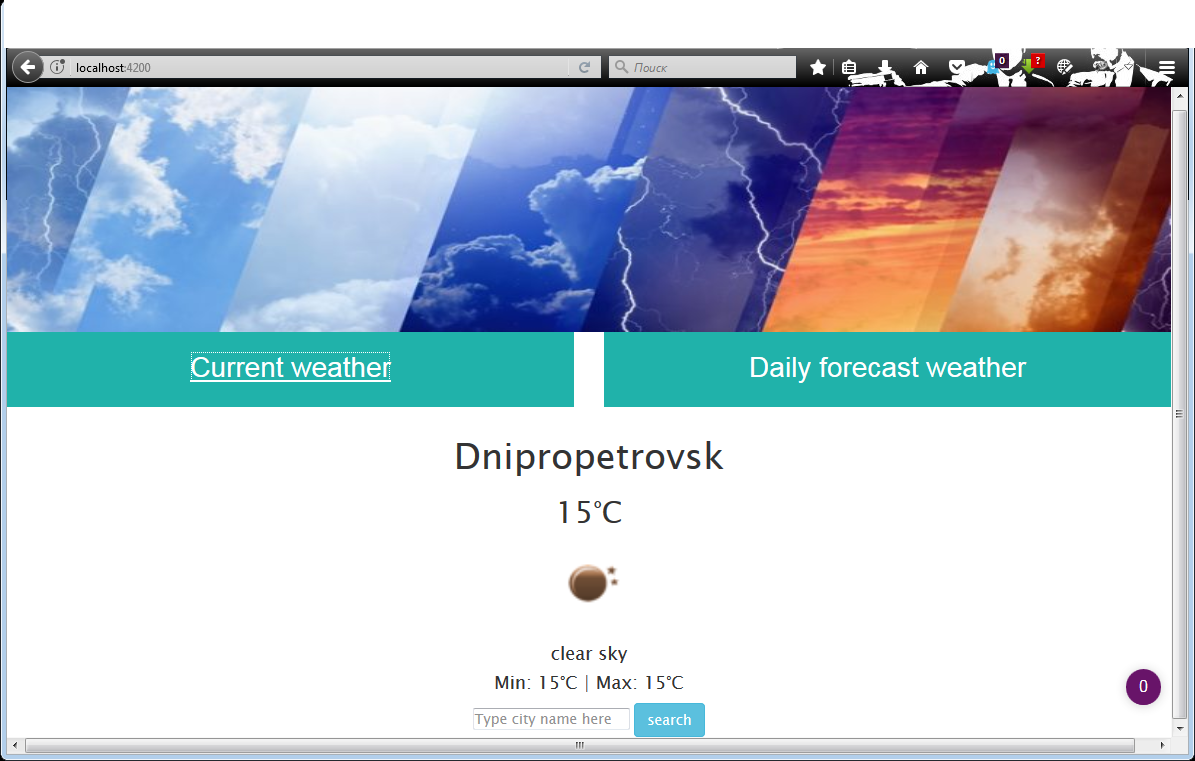 localhost:4200
Поиск
0
?
Current weather
Daily forecast weather
Dnipropetrovsk
15°C
clear sky
Min: 15°C | Max: 15°C
0
Type city name here
search